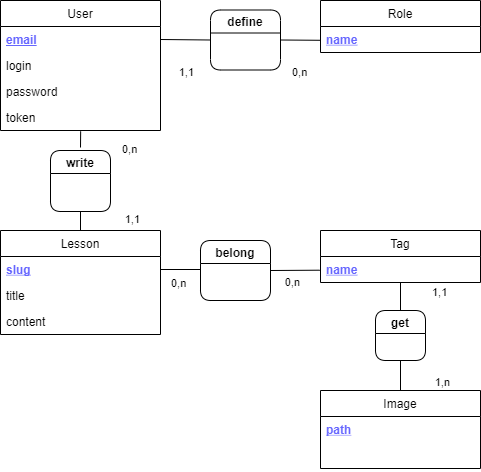 User
email
login
password
token
define
1,1
0,n
Role
name
write
0,n
1,1
Lesson
slug
title
content
belong
0,n
0,n
Tag
name
1,1
get
1,n
Image
path